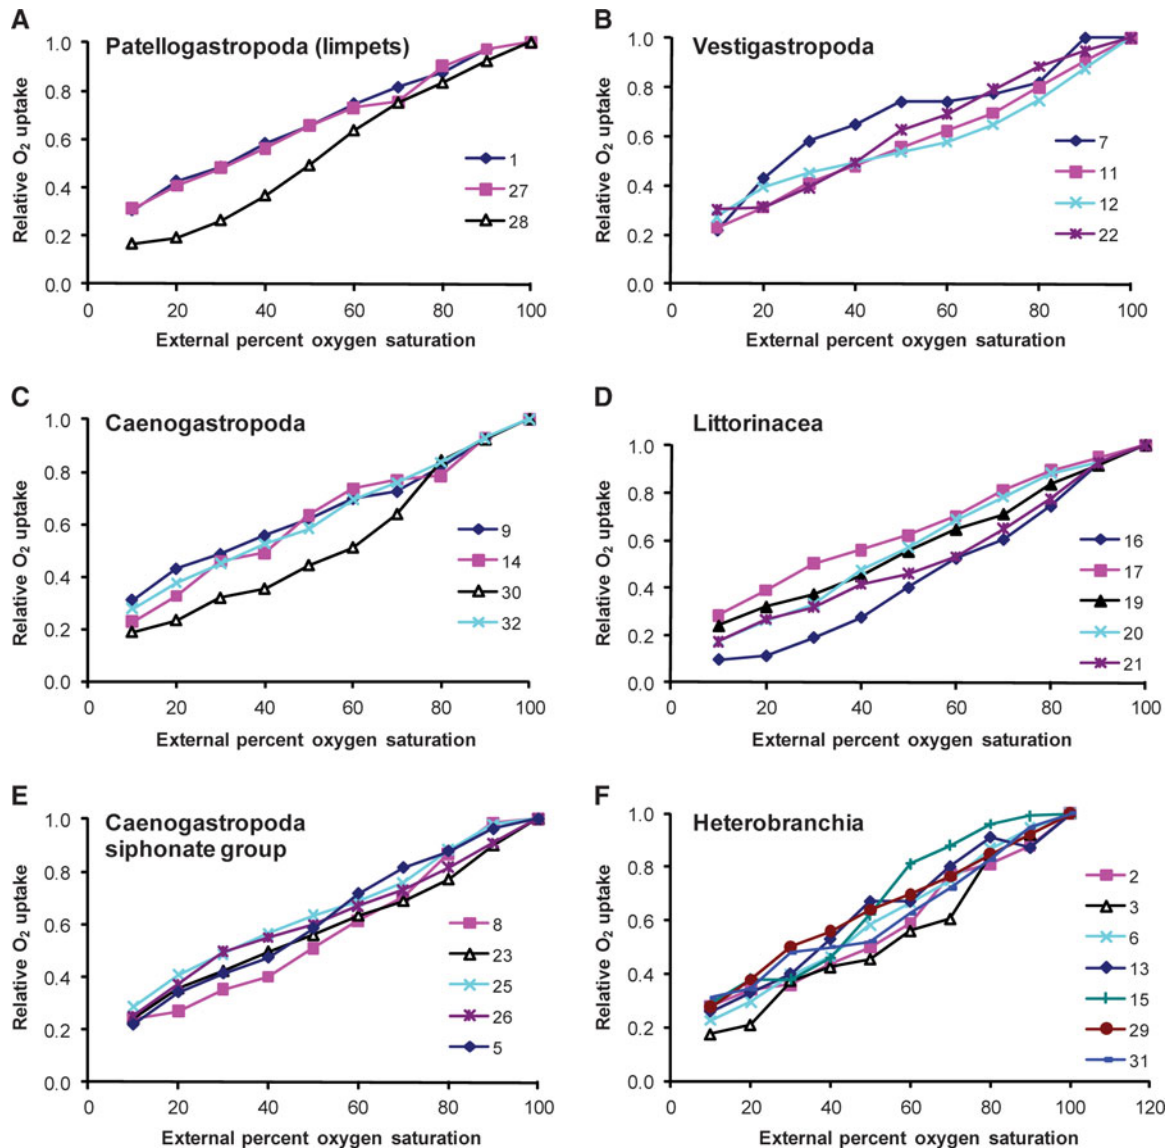 A
Patellogastropoda (limpets)
Relative O₂ uptake
1.0
0.8
0.6
0.4
0.2
0.0
1
27
28
0 20 40 60 80 100
External percent oxygen saturation
B
Vestigastropoda
Relative O₂ uptake
1.0
0.8
0.6
0.4
0.2
0.0
7
11
12
22
0 20 40 60 80 100
External percent oxygen saturation
C
Caenogastropoda
Relative O₂ uptake
1.0
0.8
0.6
0.4
0.2
0.0
9
14
30
32
0 20 40 60 80 100
External percent oxygen saturation
D
Littorinacea
Relative O₂ uptake
1.0
0.8
0.6
0.4
0.2
0.0
16
17
19
20
21
0 20 40 60 80 100
External percent oxygen saturation
E
Caenogastropoda
siphonate group
Relative O₂ uptake
1.0
0.8
0.6
0.4
0.2
0.0
8
23
25
26
5
0 20 40 60 80 100
External percent oxygen saturation
F
Heterobranchia
Relative O₂ uptake
1.0
0.8
0.6
0.4
0.2
0.0
2
3
6
13
15
29
31
0 20 40 60 80 100 120
External percent oxygen saturation